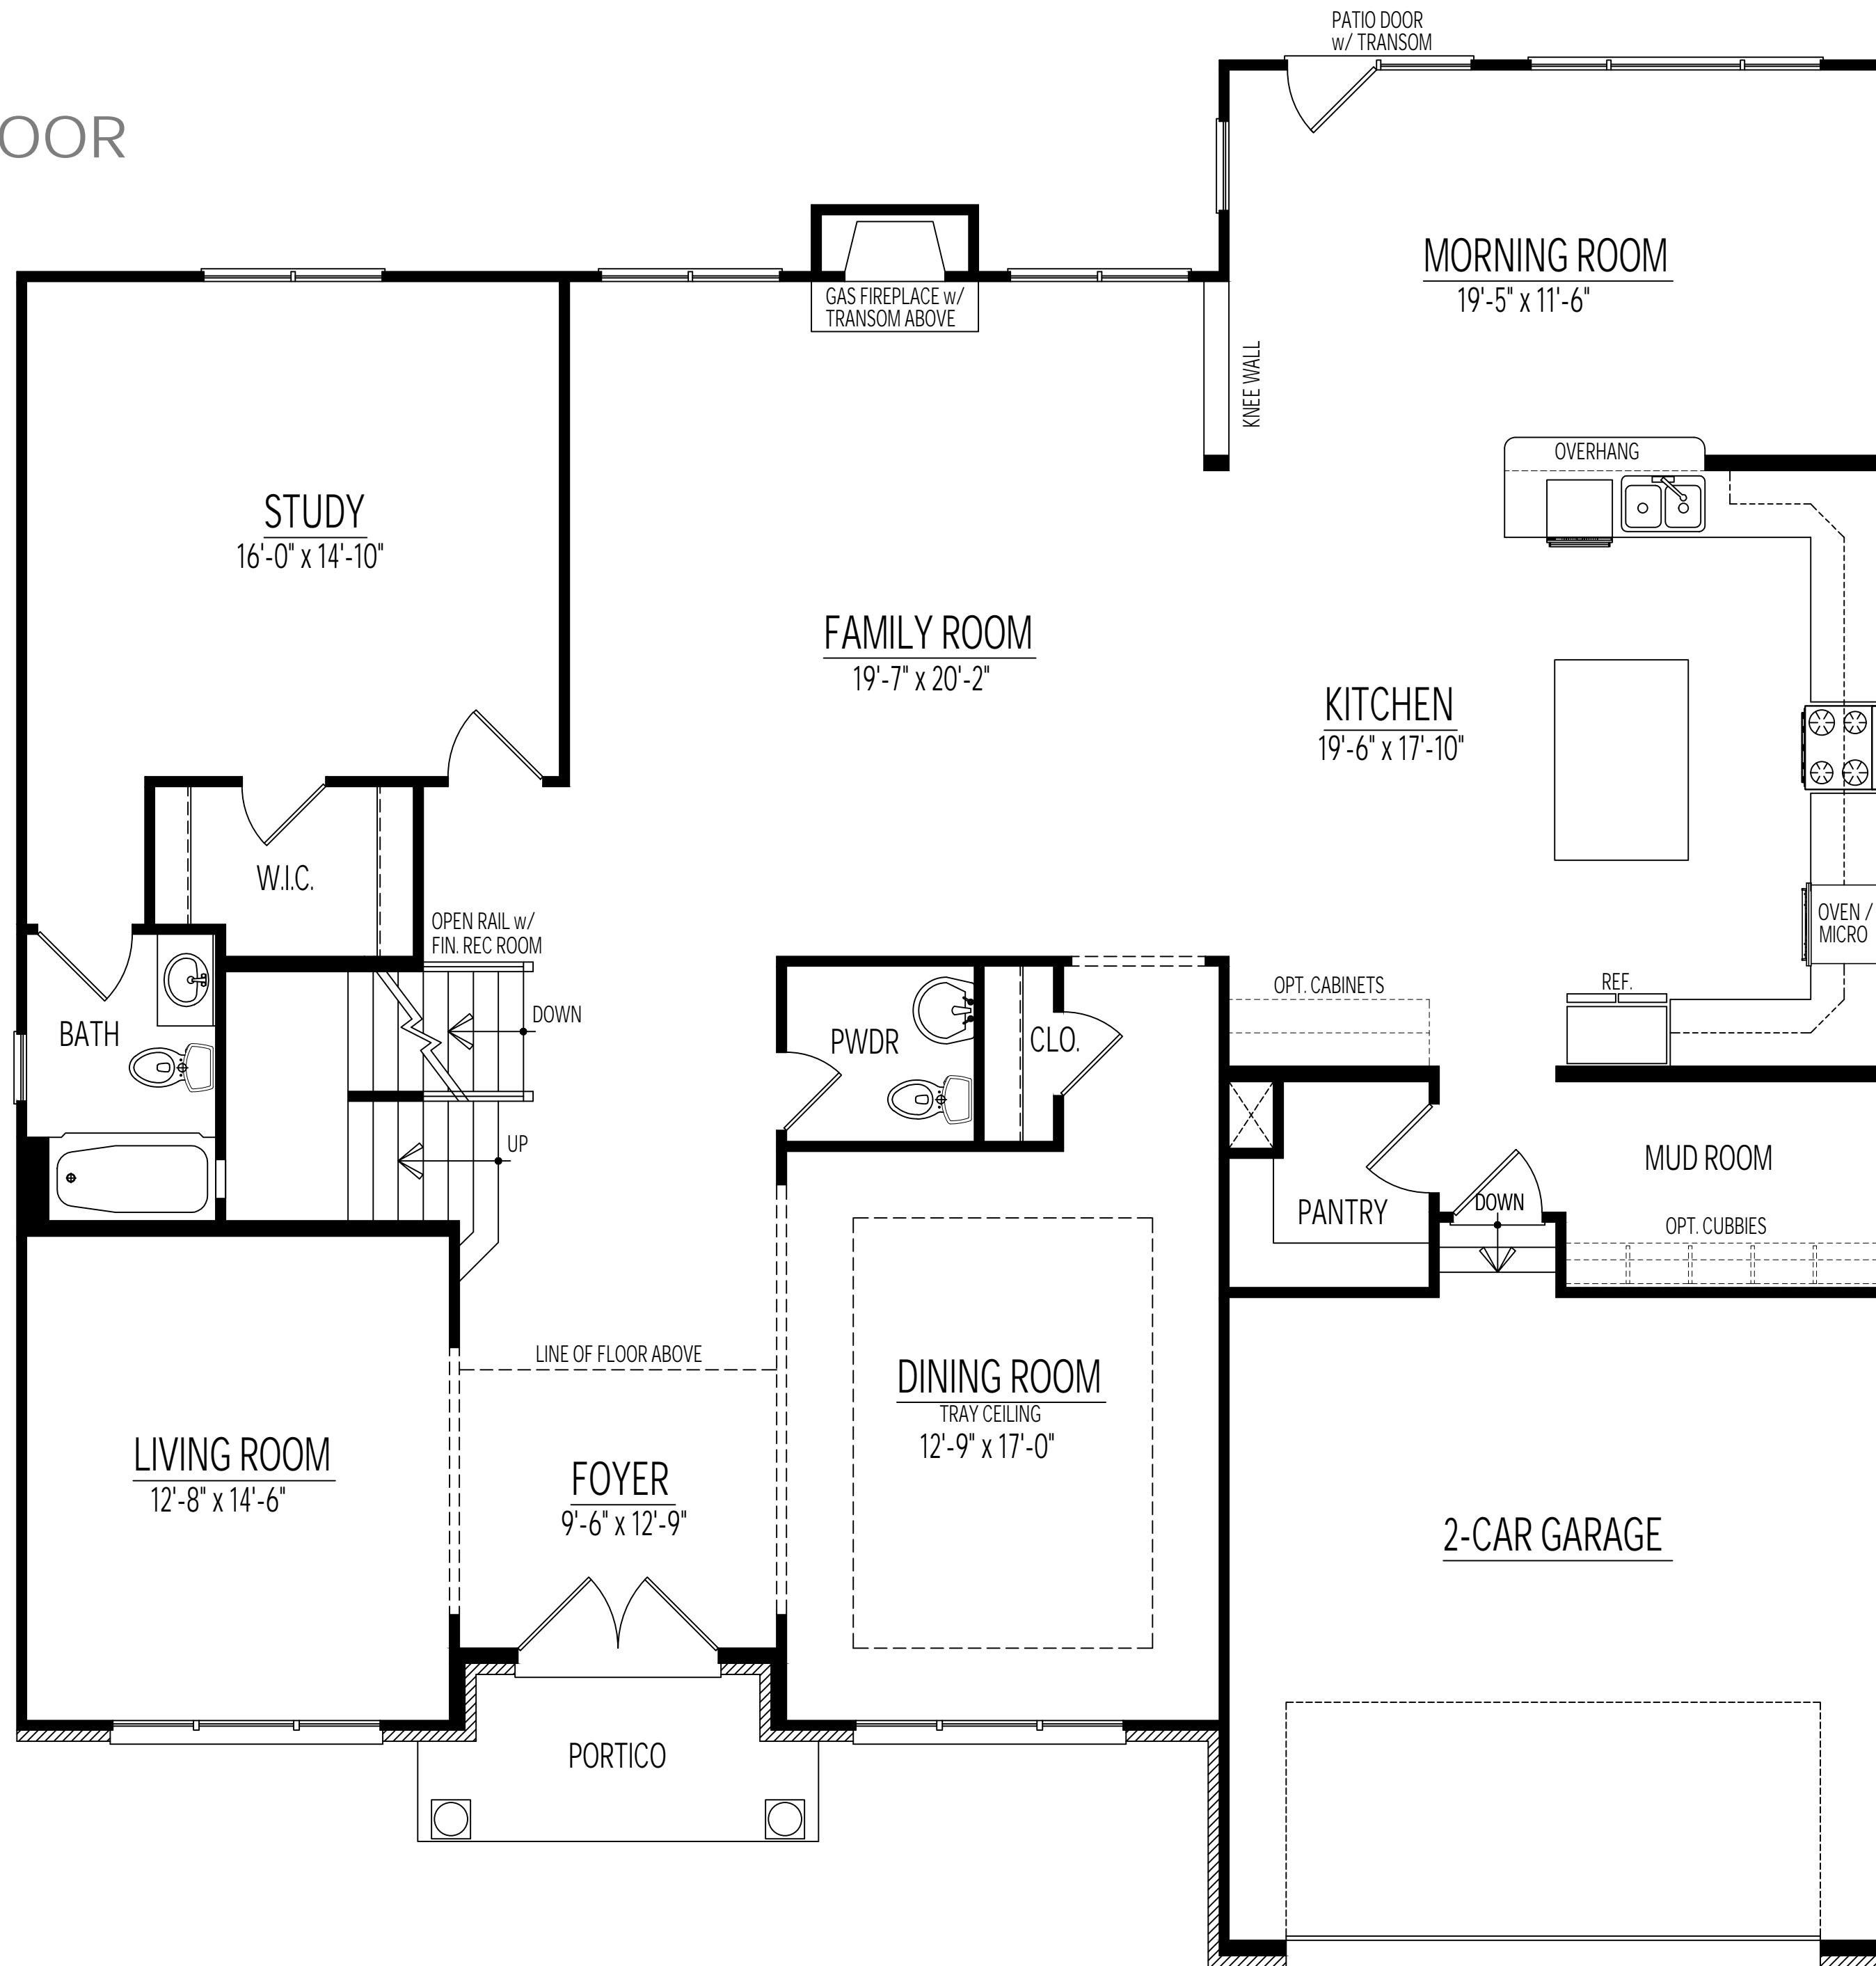 PATIO DOOR
w/ TRANSOM
OOR
MORNING ROOM
19'-5" x 11'-6"
GAS FIREPLACE w/
TRANSOM ABOVE
KNEE WALL
OVERHANG
STUDY
16'-0" x 14'-10"
FAMILY ROOM
19'-7" x 20'-2"
KITCHEN
19'-6" x 17'-10"
W.I.C.
OPEN RAIL w/
FIN. REC ROOM
OVEN /
MICRO
OPT. CABINETS
REF.
DOWN
BATH
PWDR
CLO.
UP
MUD ROOM
PANTRY
DOWN
OPT. CUBBIES
LINE OF FLOOR ABOVE
DINING ROOM
TRAY CEILING
12'-9" x 17'-0"
LIVING ROOM
12'-8" x 14'-6"
FOYER
9'-6" x 12'-9"
2-CAR GARAGE
PORTICO